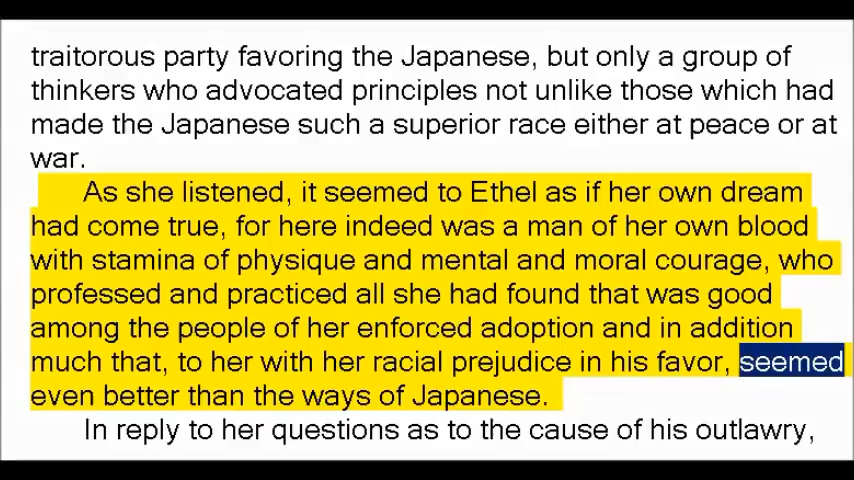 traitorous party favoring the Japanese, but only a group of
thinkers who advocated principles not unlike those which had
made the Japanese such a superior race either at peace or at
war.
As she listened, it seemed to Ethel as if her own dream
had come true, for here indeed was a man of her own blood
with stamina of physique and mental and moral courage, who
professed and practiced all she had found that was good
among the people of her enforced adoption and in addition
much that, to her with her racial prejudice in his favor, seemed
even better than the ways of Japanese.
In reply to her questions as to the cause of his outlawry,